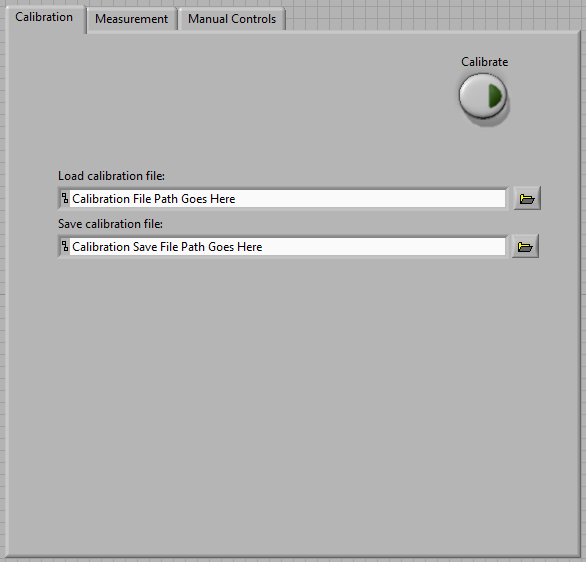 Calibration
Measurement
Manual Controls
Calibrate
Load calibration file:
Calibration File Path Goes Here
Save calibration file:
Calibration Save File Path Goes Here